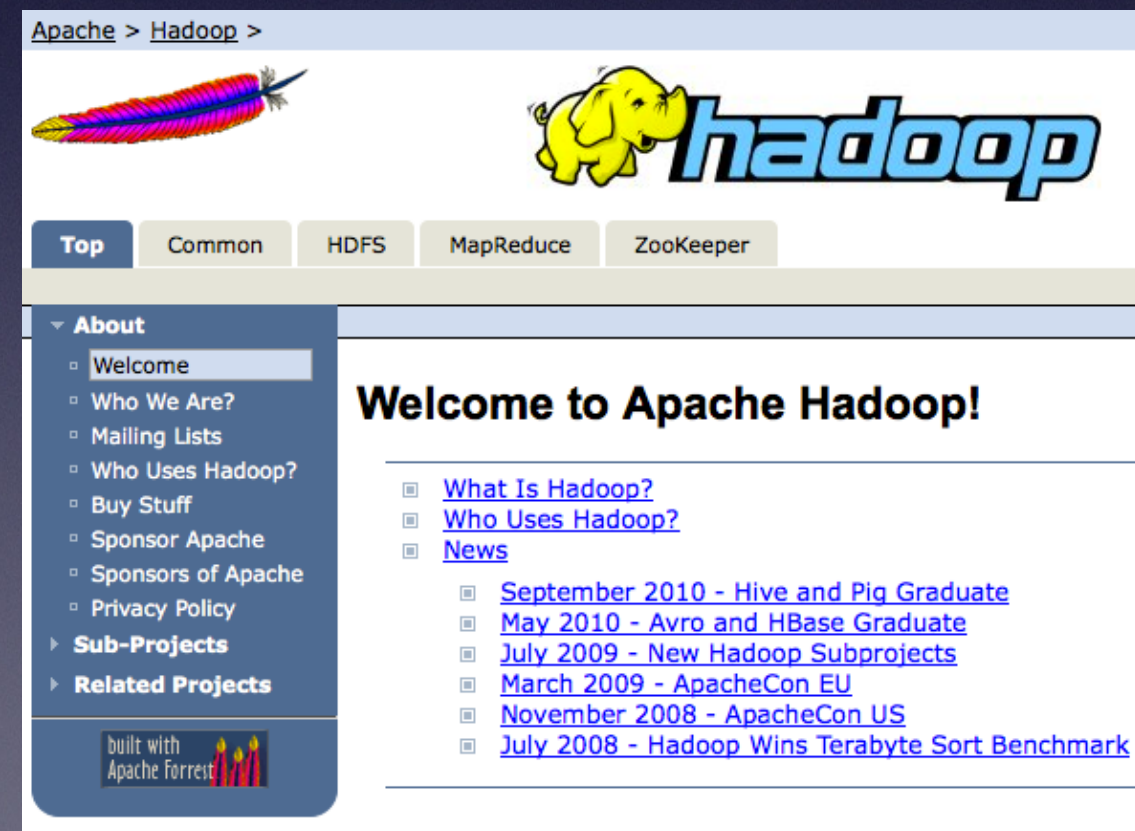 Apache > Hadoop >
hadoop
Top Common HDFS MapReduce ZooKeeper
About
Welcome
Who We Are?
Mailing Lists
Who Uses Hadoop?
Buy Stuff
Sponsor Apache
Sponsors of Apache
Privacy Policy
Sub-Projects
Related Projects
built with
Apache Forrest
Welcome to Apache Hadoop!
What Is Hadoop?
Who Uses Hadoop?
News
September 2010 - Hive and Pig Graduate
May 2010 - Avro and HBase Graduate
July 2009 - New Hadoop Subprojects
March 2009 - ApacheCon EU
November 2008 - ApacheCon US
July 2008 - Hadoop Wins Terabyte Sort Benchmark